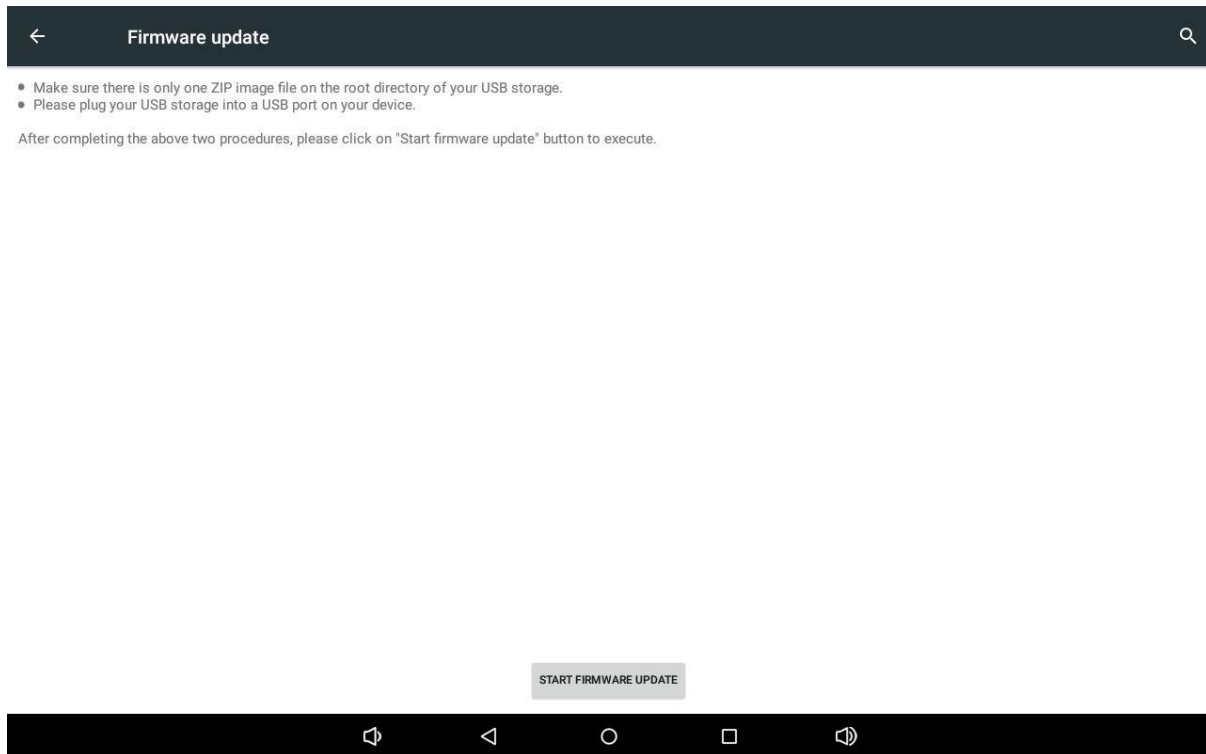 Firmware update
Make sure there is only one ZIP image file on the root directory of your USB storage.
Please plug your USB storage into a USB port on your device.
After completing the above two procedures, please click on "Start firmware update" button to execute.
START FIRMWARE UPDATE